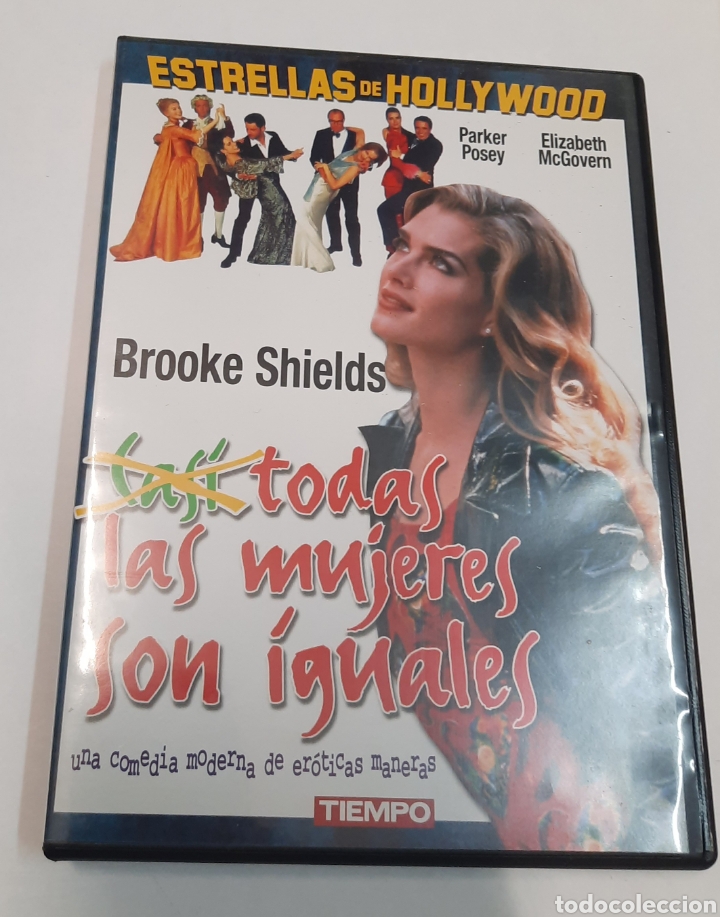 ESTRELLAS DE HOLLYWOOD
Parker Posey
Elizabeth McGovern
Brooke Shields
Casi todas
las mujeres
son iguales
una comedia moderna de eróticas maneras
TIEMPO
todocoleccion